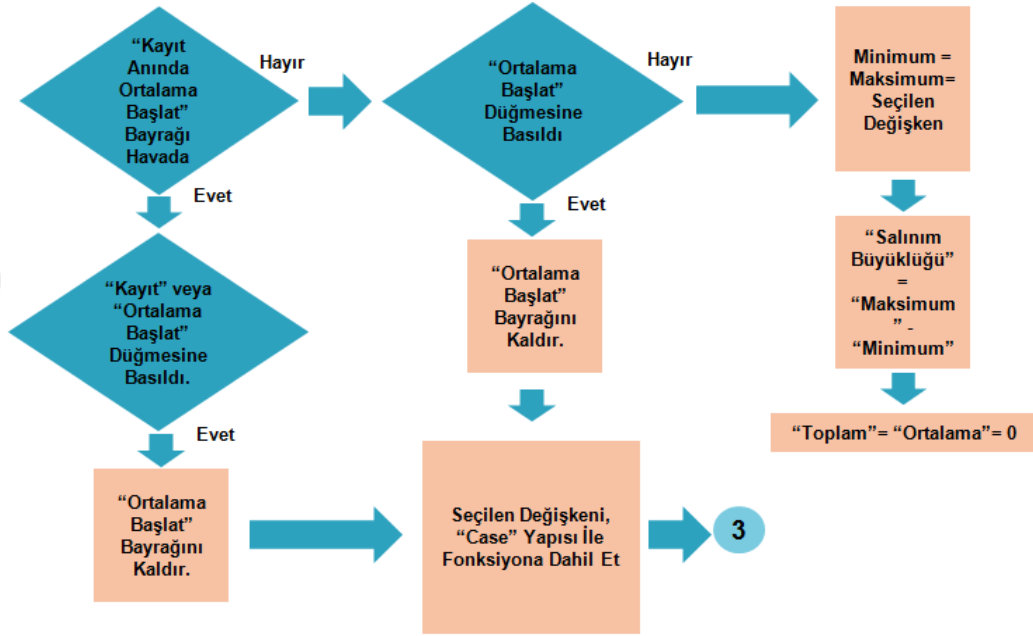 “Kayıt
Anında
Ortalama
Başlat”
Bayrağı
Havada
Hayır
“Ortalama
Başlat”
Düğmesine
Basıldı
Hayır
Minimum =
Maksimum=
Seçilen
Değişken
Evet
Evet
“Kayıt” veya
“Ortalama
Başlat”
Düğmesine
Basıldı.
“Ortalama
Başlat”
Bayrağını
Kaldır.
“Salınım
Büyüklüğü”
=
“Maksimum
” -
“Minimum”
Evet
“Toplam”= “Ortalama”= 0
“Ortalama
Başlat”
Bayrağını
Kaldır.
Seçilen Değişkeni,
“Case” Yapısı İle
Fonksiyona Dahil Et
3